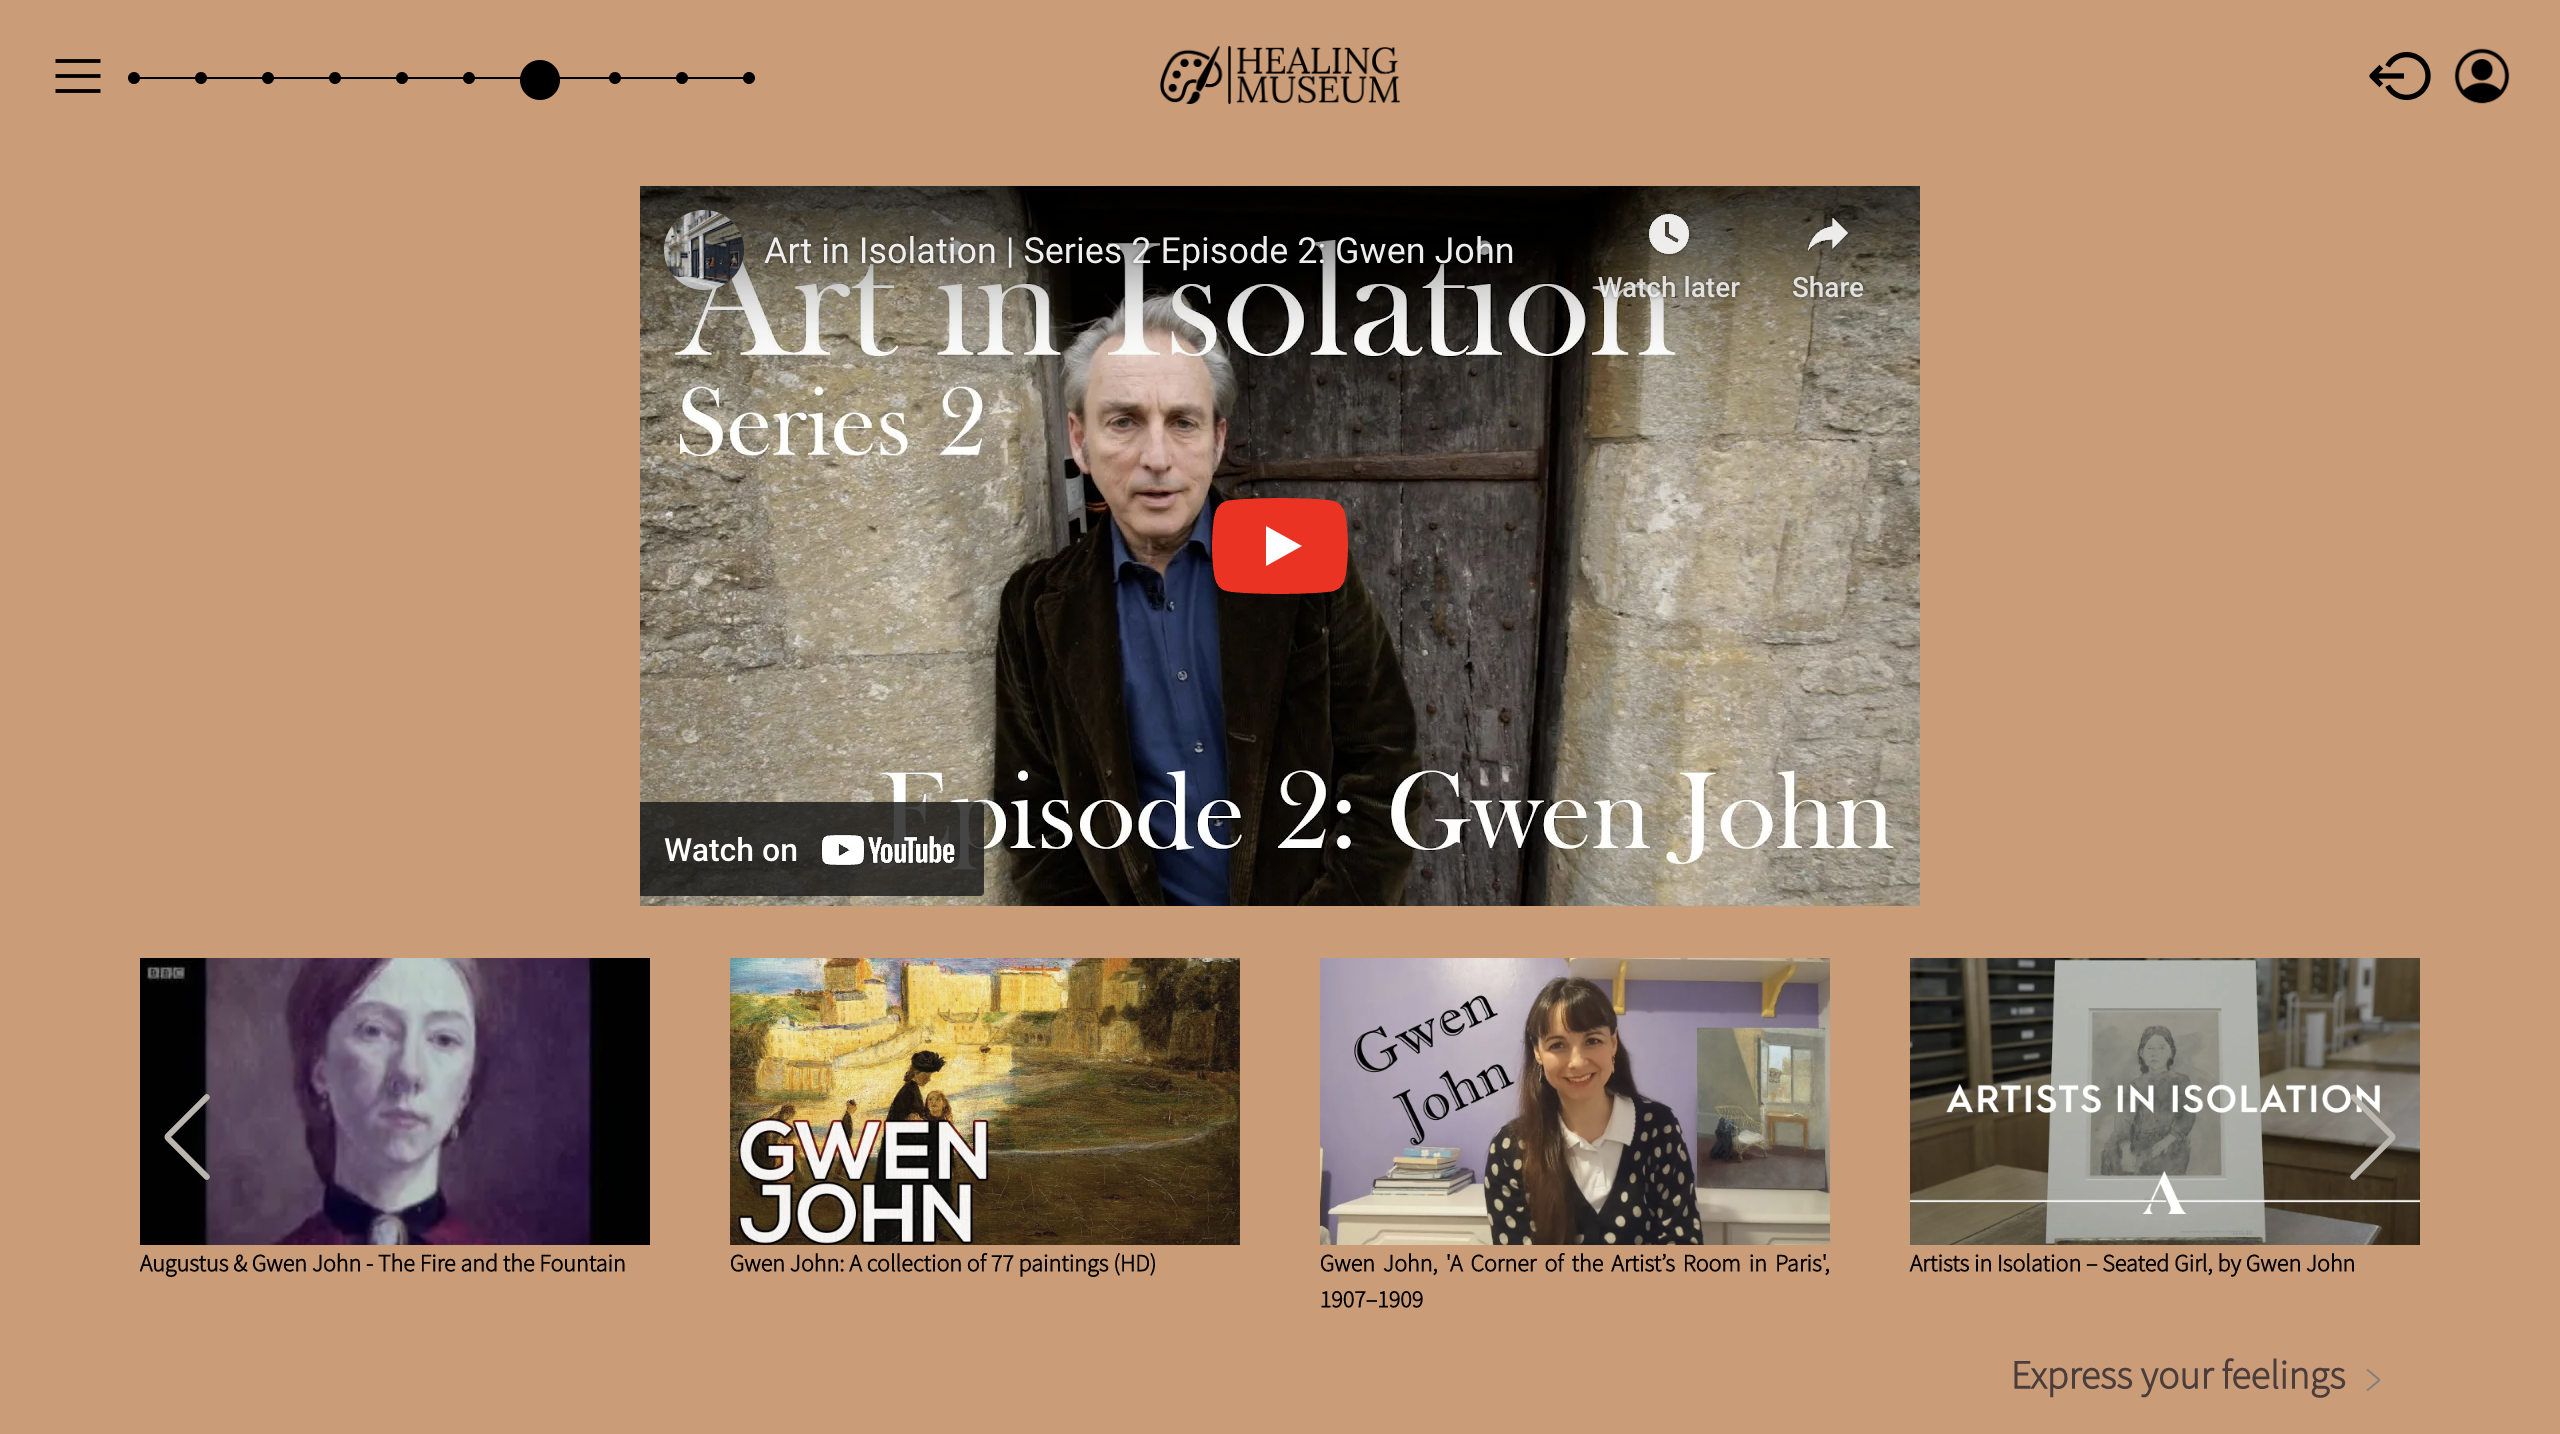 HEALING
MUSEUM
Art in Isolation | Series 2 Episode 2: Gwen John
Watch later
Share
Art in Isolation
Series 2
Episode 2: Gwen John
Watch on YouTube
BBC
GWEN
JOHN
Gwen
John
ARTISTS IN ISOLATION
A
Augustus & Gwen John - The Fire and the Fountain
Gwen John: A collection of 77 paintings (HD)
Gwen John, 'A Corner of the Artist’s Room in Paris',
1907–1909
Artists in Isolation – Seated Girl, by Gwen John
Express your feelings